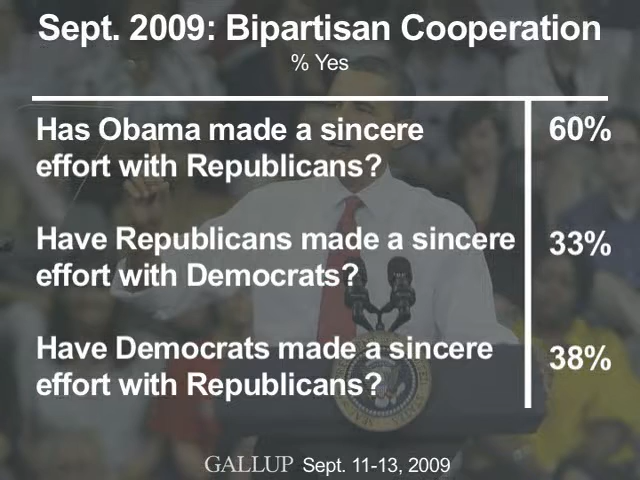 Sept. 2009: Bipartisan Cooperation
% Yes
Has Obama made a sincere
effort with Republicans?
60%
Have Republicans made a sincere
effort with Democrats?
33%
Have Democrats made a sincere
effort with Republicans?
38%
GALLUP Sept. 11-13, 2009